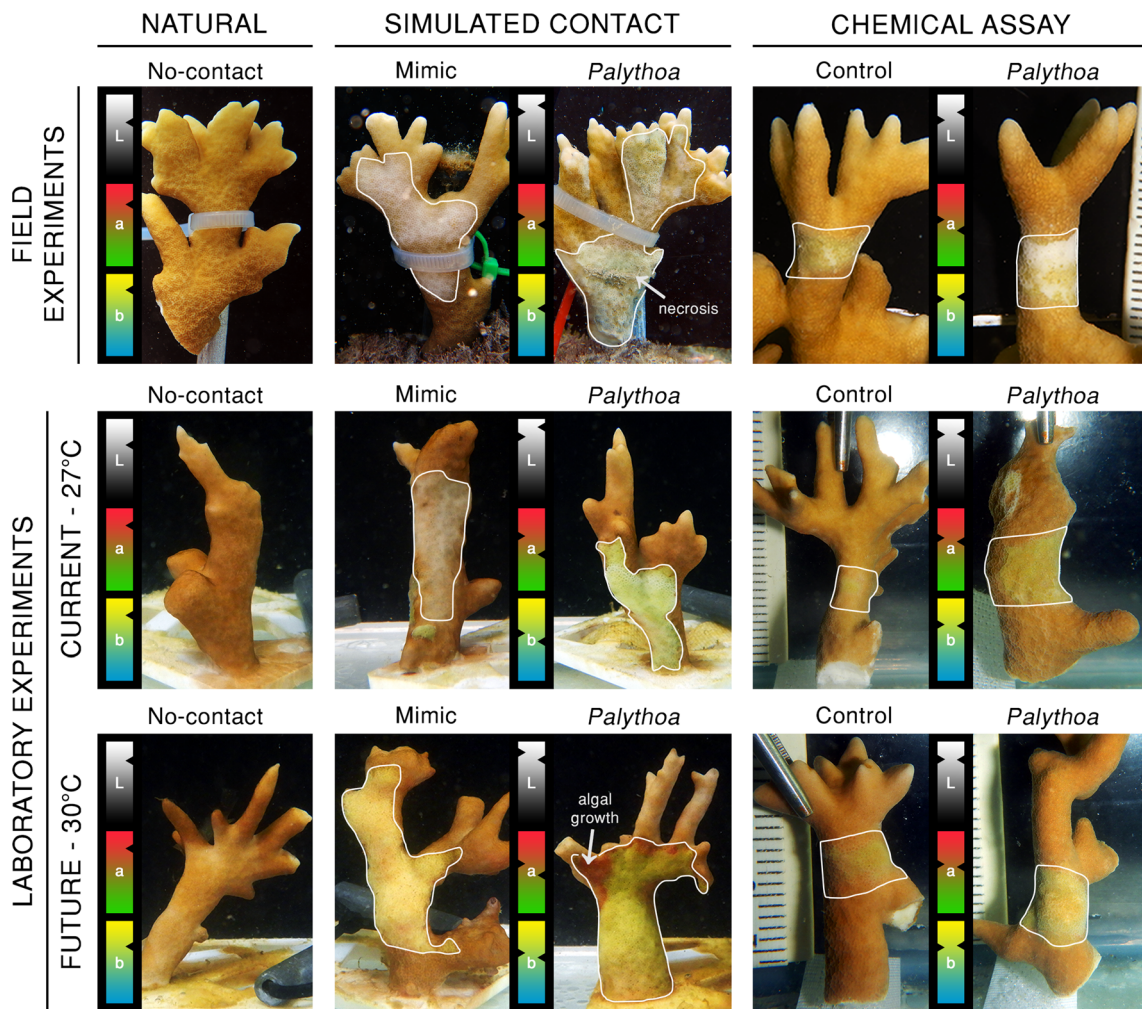 NATURAL
SIMULATED CONTACT
CHEMICAL ASSAY
No-contact
Mimic
Palythoa
Control
Palythoa
FIELD
EXPERIMENTS
L
a
b
L
a
b
L
a
b
necrosis
LABORATORY EXPERIMENTS
CURRENT - 27°C
No-contact
Mimic
Palythoa
Control
Palythoa
L
a
b
L
a
b
L
a
b
FUTURE - 30°C
No-contact
Mimic
Palythoa
Control
Palythoa
L
a
b
L
a
b
L
a
b
algal
growth